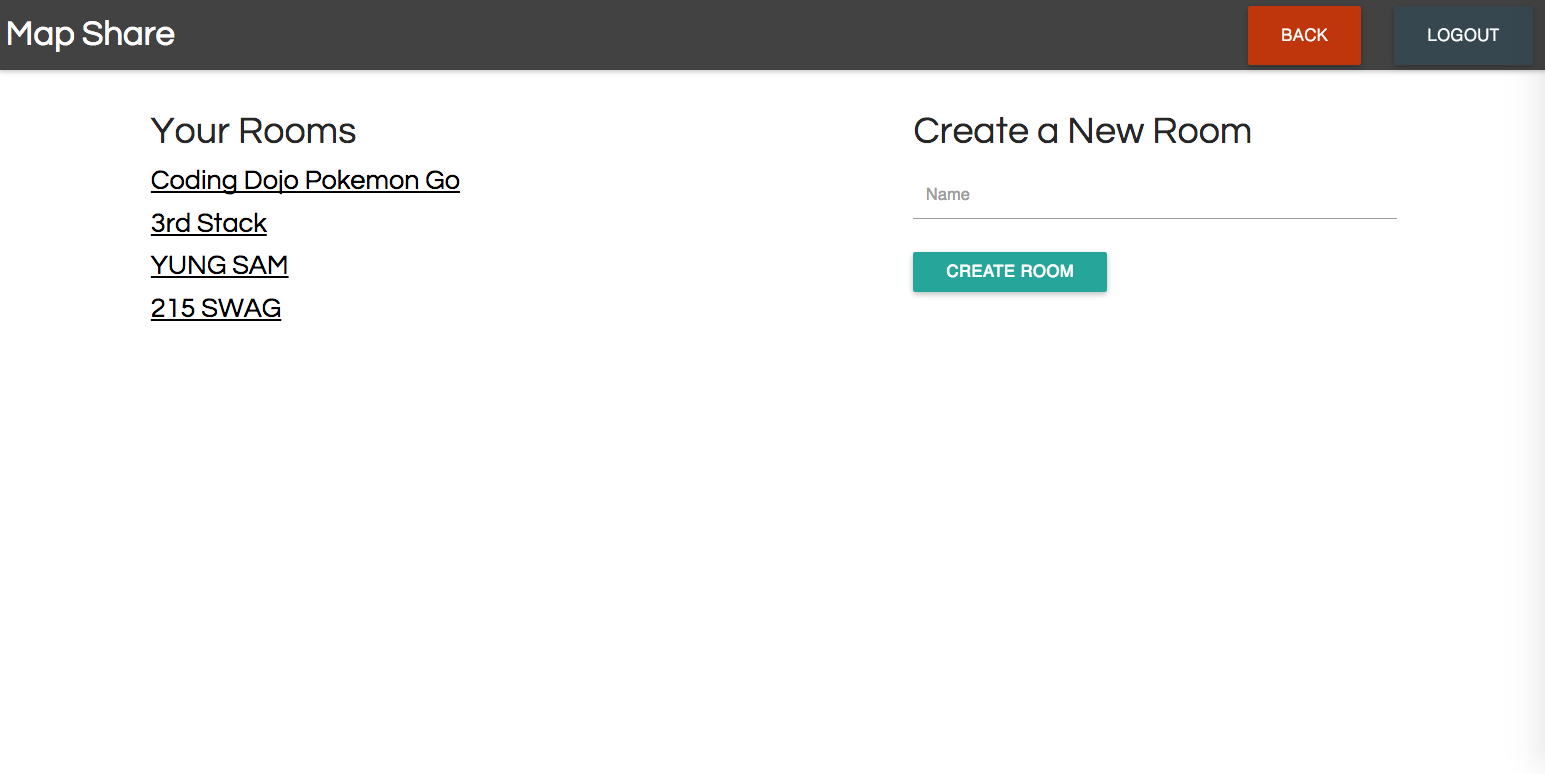 Map Share
BACK
LOGOUT
Your Rooms
Coding Dojo Pokemon Go
3rd Stack
YUNG SAM
215 SWAG
Create a New Room
Name
CREATE ROOM